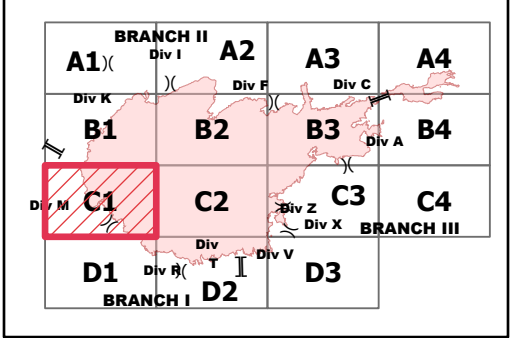 BRANCH II
A1
Div I
A2
A3
A4
Div K
Div F
Div C
B1
B2
B3
B4
Div A
Div M
C1
C2
C3
C4
Div Z
Div X
BRANCH III
Div
T
Div V
D1
Div R
D2
D3
BRANCH I